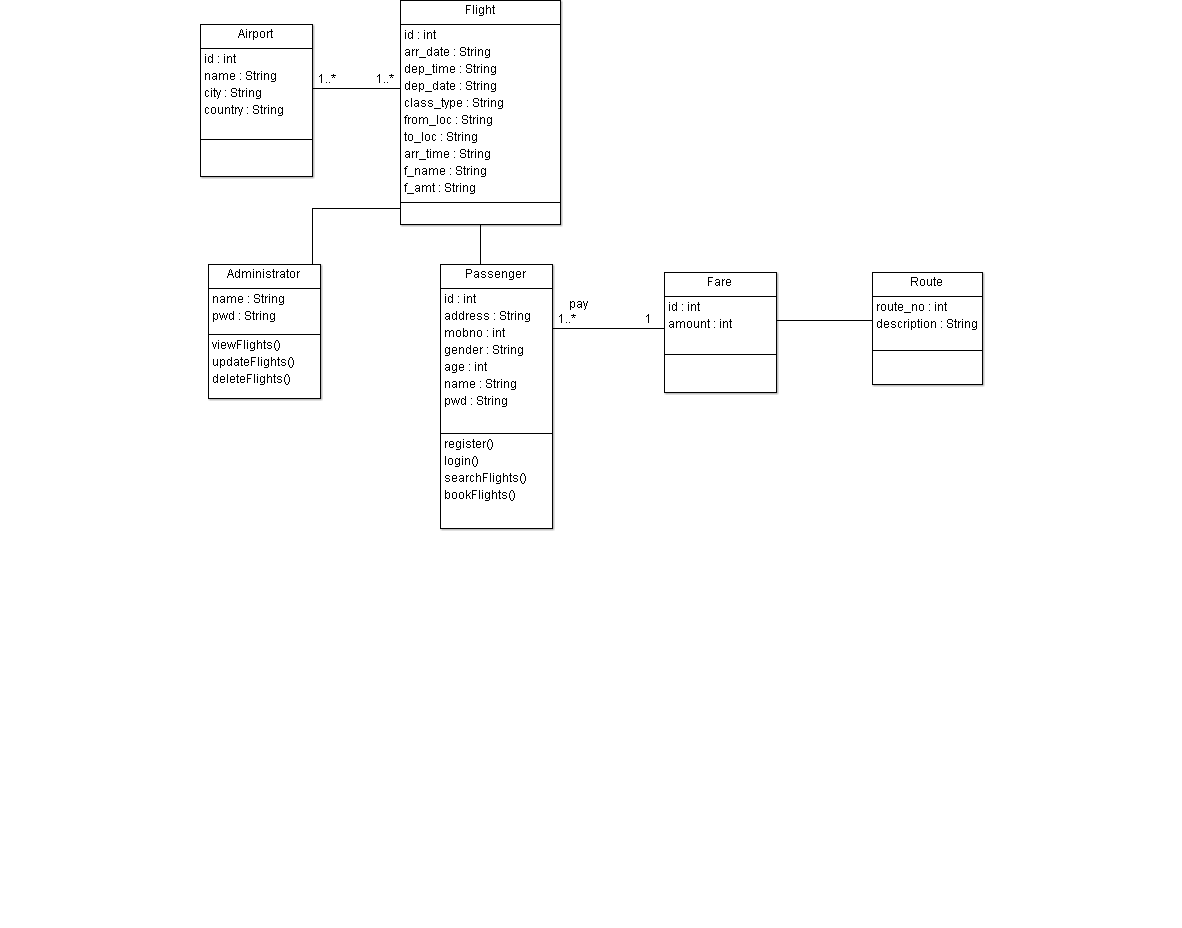 Airport
id : int
name : String
city : String
country : String
1..*
1..*
Flight
id : int
arr_date : String
dep_time : String
dep_date : String
class_type : String
from_loc : String
to_loc : String
arr_time : String
f_name : String
f_amt : String
Administrator
name : String
pwd : String
viewFlights()
updateFlights()
deleteFlights()
Passenger
id : int
address : String
mobno : int
gender : String
age : int
name : String
pwd : String
register()
login()
searchFlights()
bookFlights()
pay
1..*
1
Fare
id : int
amount : int
Route
route_no : int
description : String